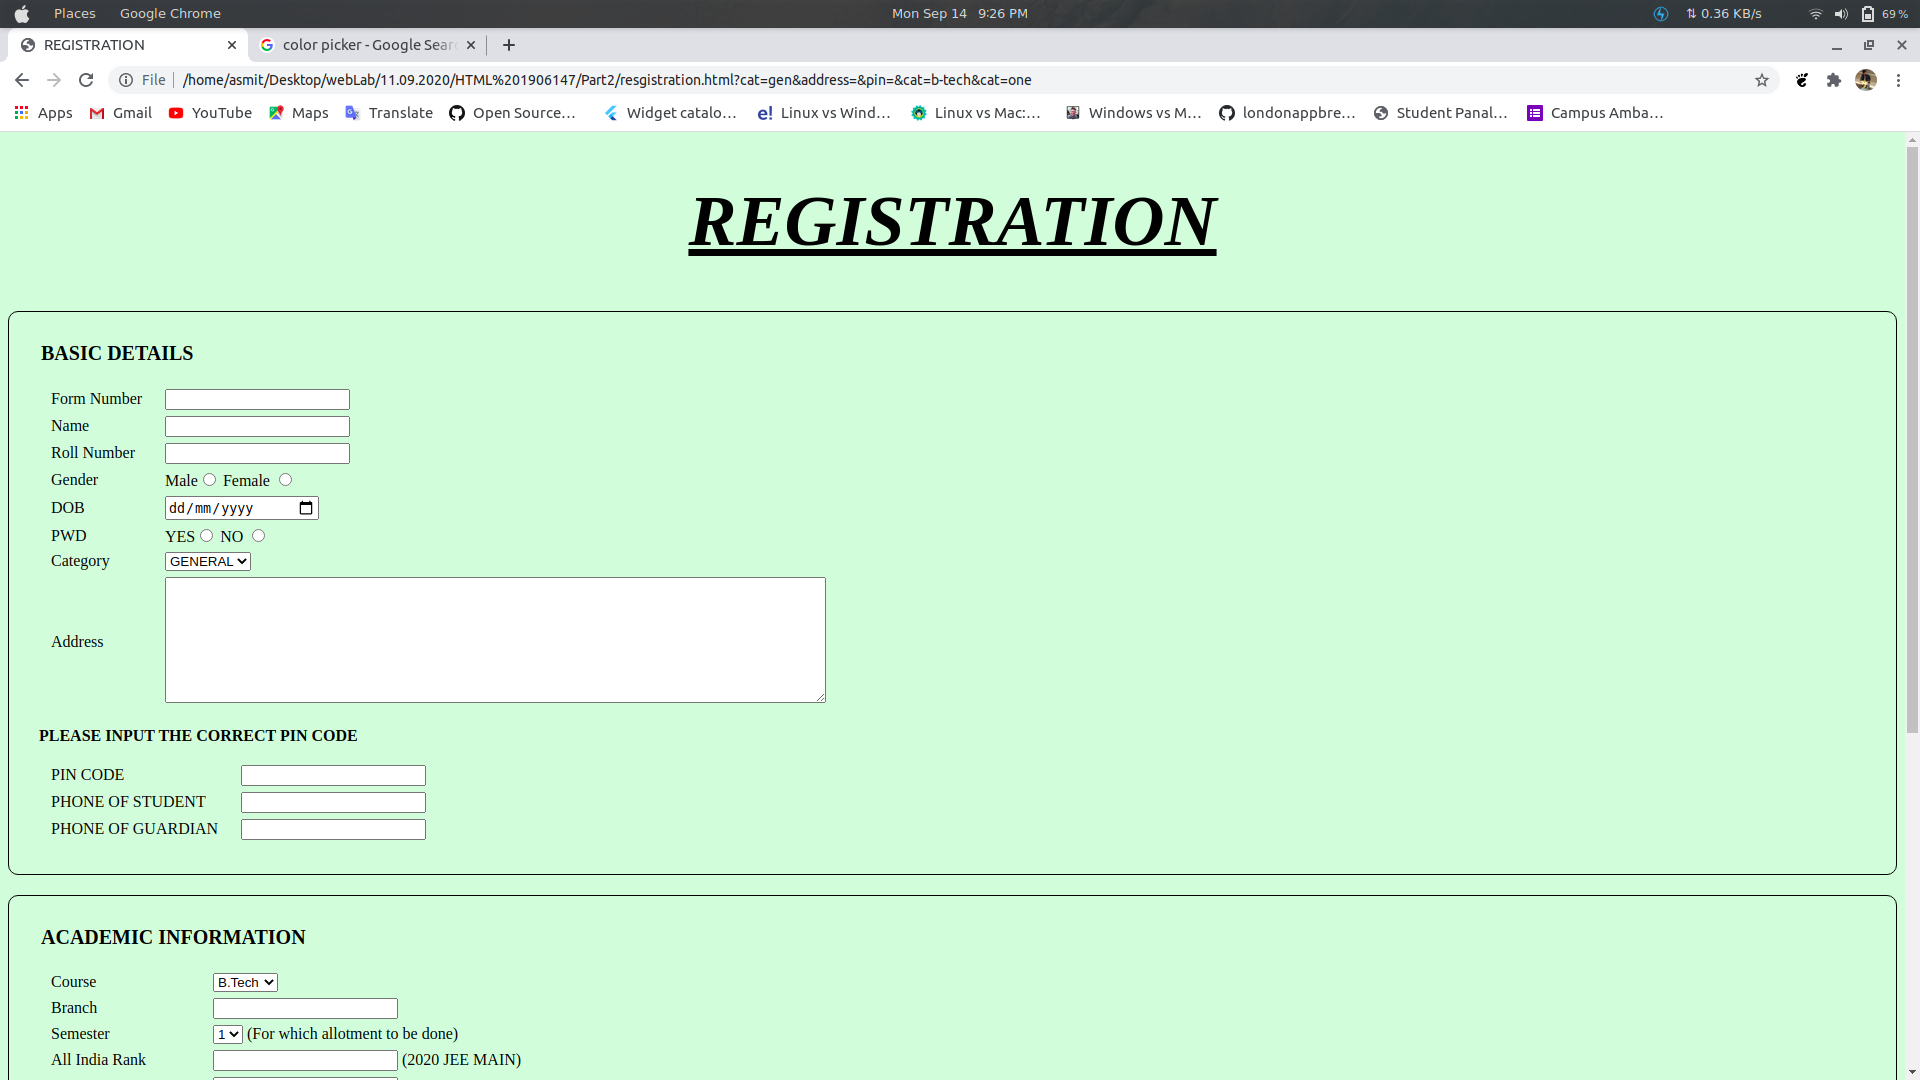 Places Google Chrome Mon Sep 14 9:26 PM 0.36 KB/s 69 %
REGISTRATION color picker - Google Sear
File /home/asmit/Desktop/webLab/11.09.2020/HTML%201906147/Part2/resgistration.html?cat=gen&address=&pin=&cat=b-tech&cat=one
Apps Gmail YouTube Maps Translate Open Source... Widget catalo... Linux vs Wind... Linux vs Mac:... Windows vs M... londonappbre... Student Panal... Campus Amba...
REGISTRATION
BASIC DETAILS
Form Number
Name
Roll Number
Gender Male Female
DOB dd/mm/yyyy
PWD YES NO
Category GENERAL
Address
PLEASE INPUT THE CORRECT PIN CODE
PIN CODE
PHONE OF STUDENT
PHONE OF GUARDIAN
ACADEMIC INFORMATION
Course B.Tech
Branch
Semester 1 (For which allotment to be done)
All India Rank (2020 JEE MAIN)